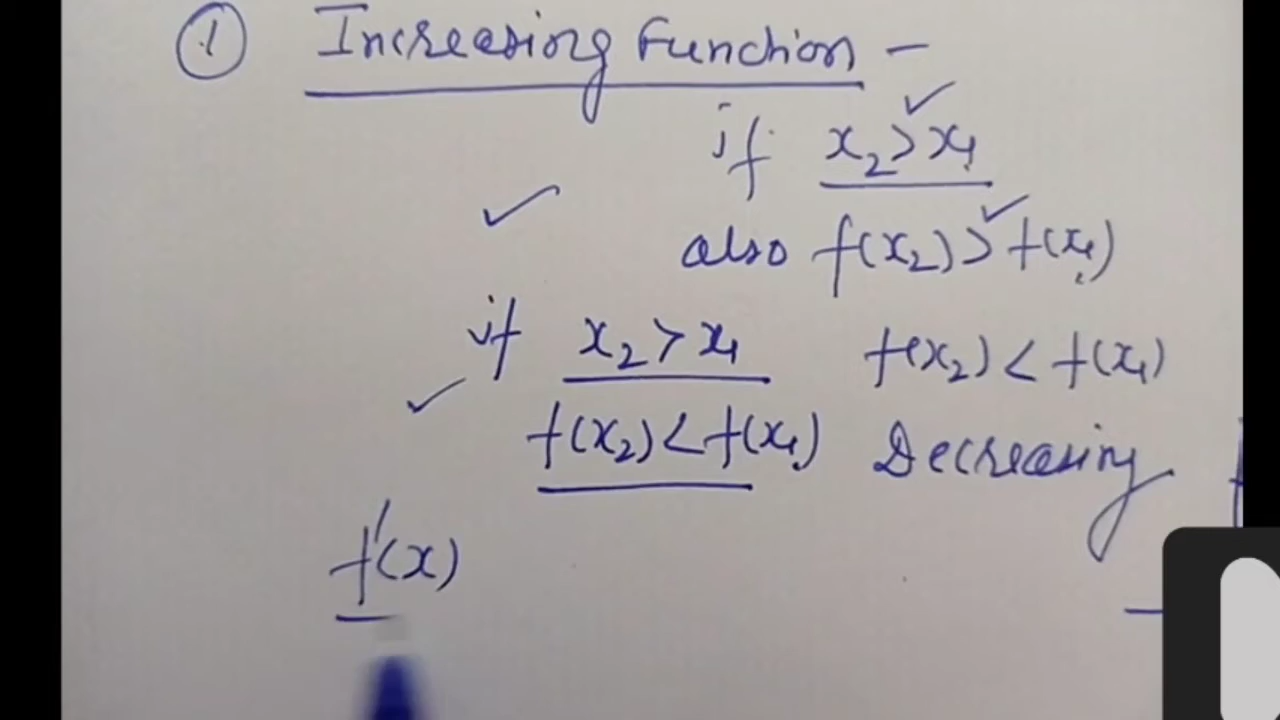 ① Increasing Function –
if x₂ > x₁
also f(x₂) > f(x₁)
if x₂ > x₁ f(x₂) < f(x₁)
f(x₂) < f(x₁) Decreasing
f'(x)